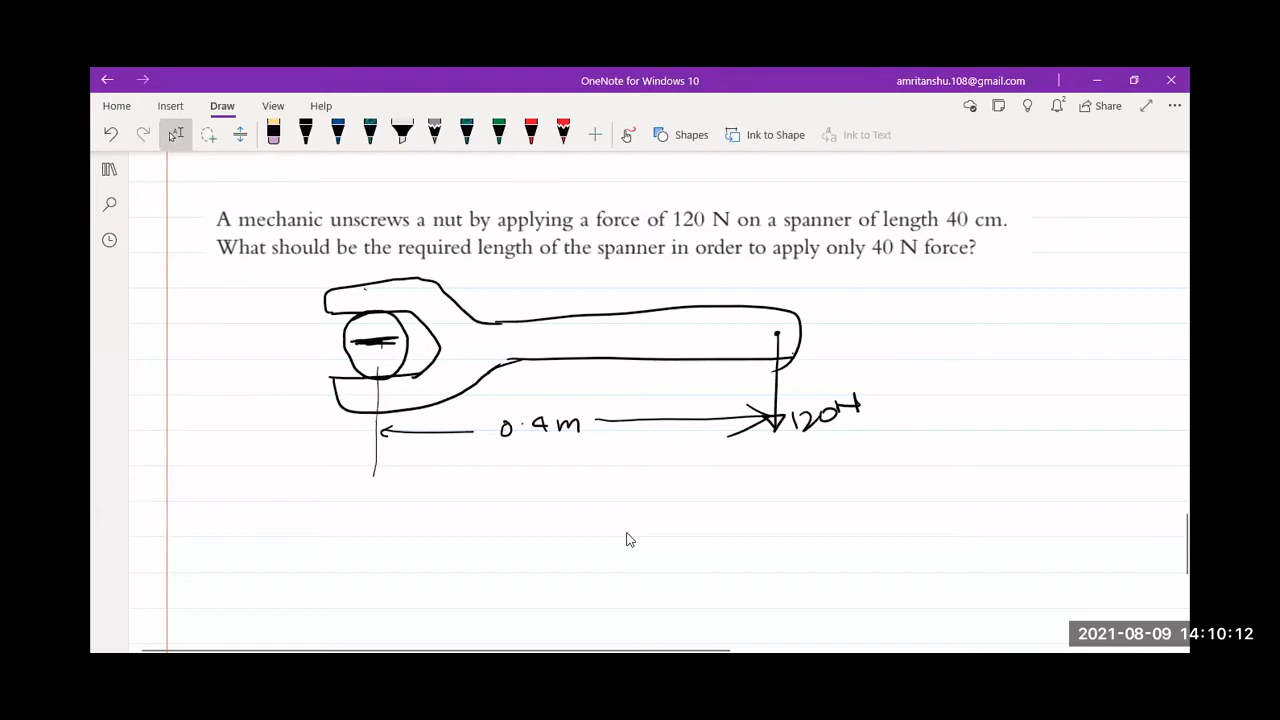 OneNote for Windows 10
amritanshu.108@gmail.com
Home Insert Draw View Help
2 Share
Shapes Ink to Shape Ink to Text
A mechanic unscrews a nut by applying a force of 120 N on a spanner of length 40 cm.
What should be the required length of the spanner in order to apply only 40 N force?
0.4 m
120N
2021-08-09 14:10:12